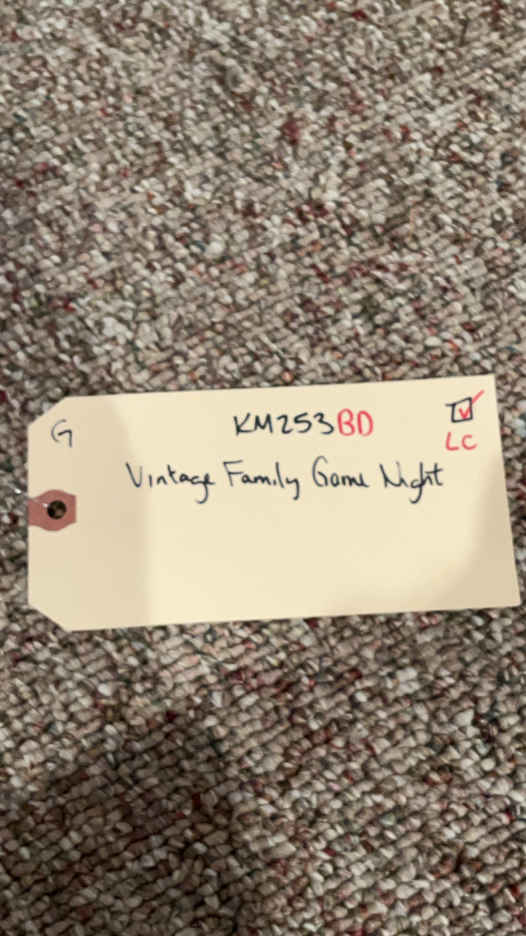 G
KM253BD
LC
Vintage Family Game Night